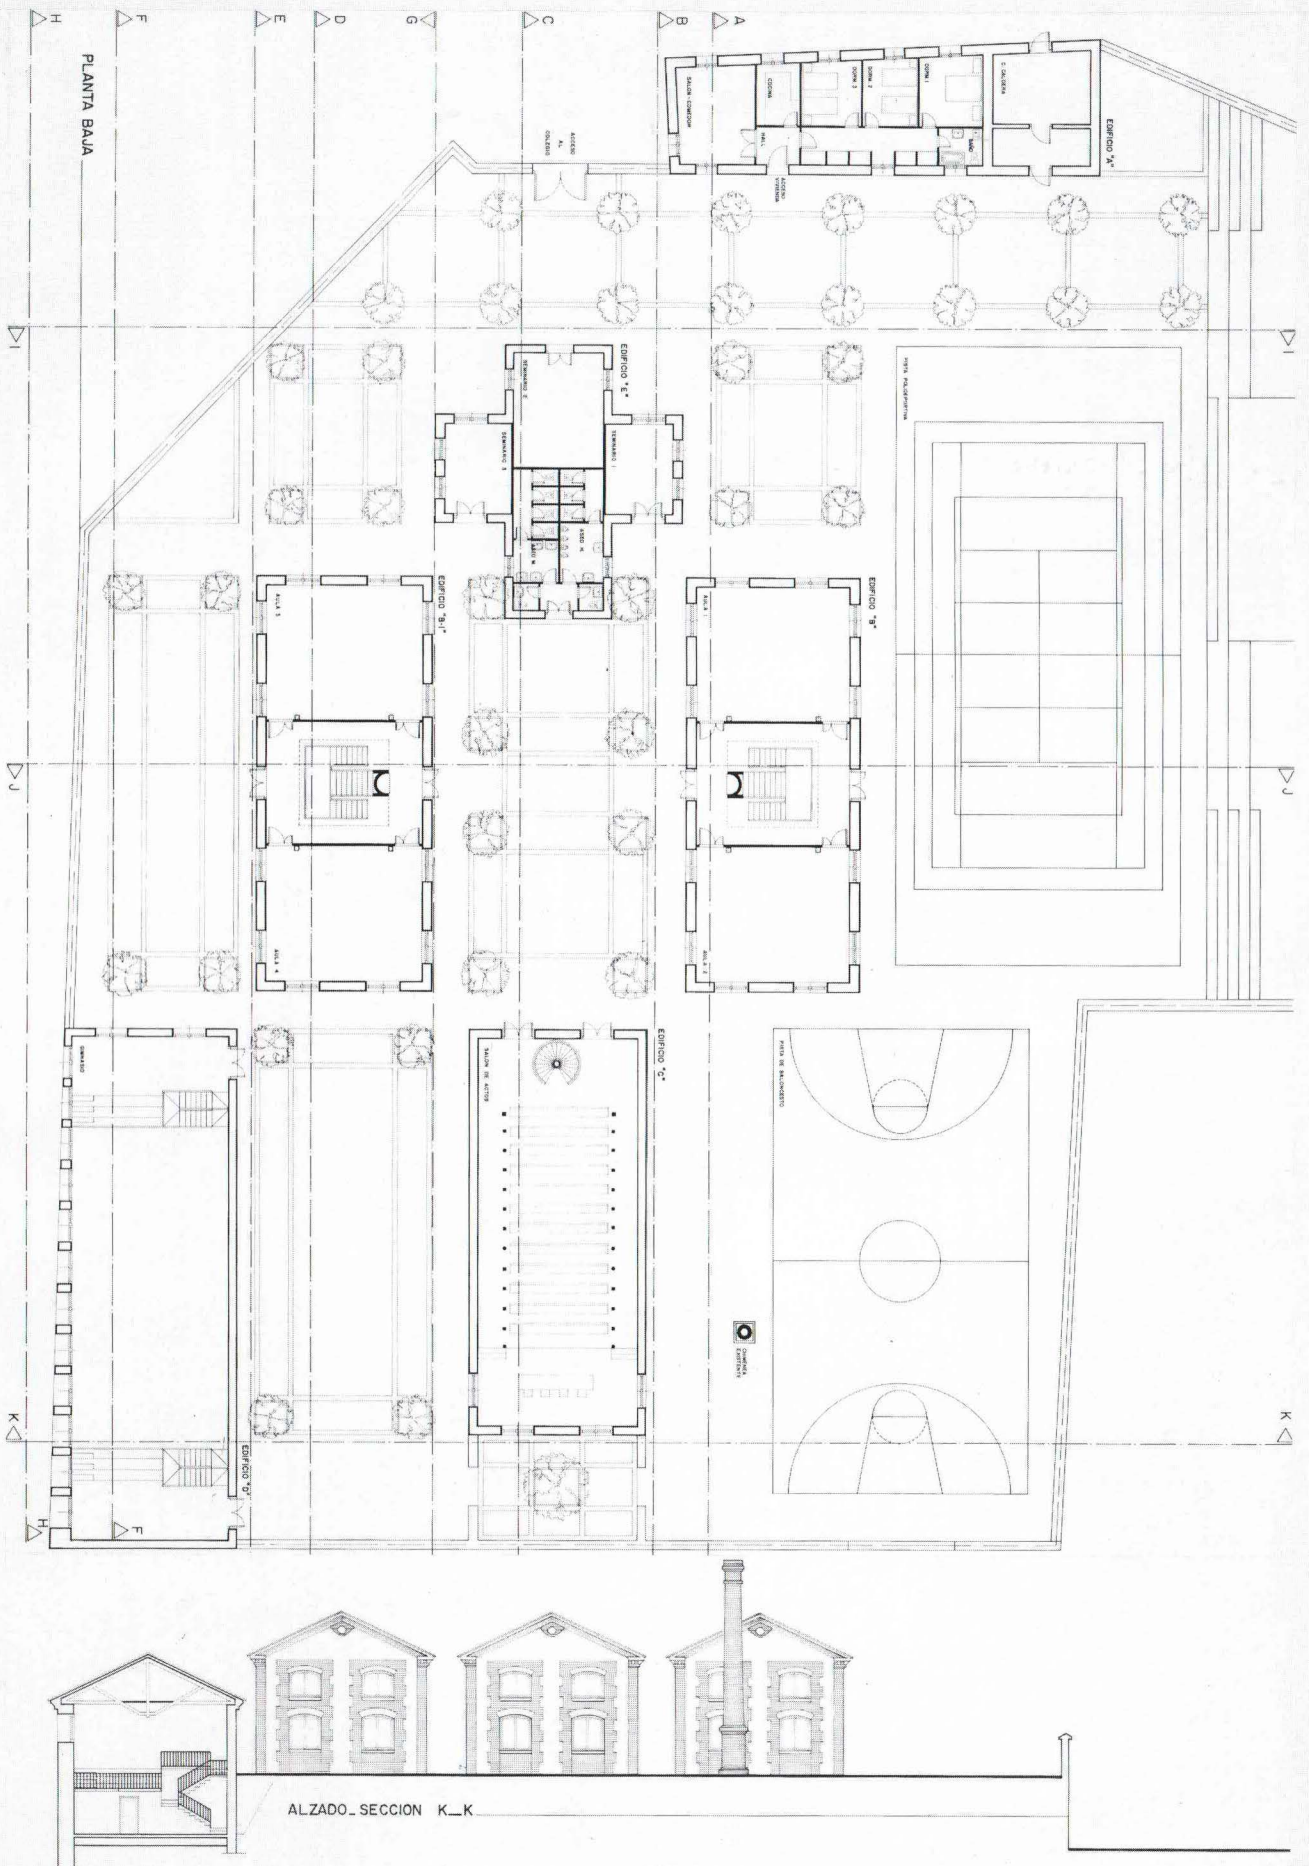 H
F
E
D
G
C
B
A
PLANTA BAJA
SALON-COMEDOR
COCINA
DORM. 3
DORM. 2
DORM. 1
C. CALDERA
EDIFICIO "A"
HALL
BAÑO
ACCESO
AL
COLEGIO
ACCESO
VIVIENDA
I
I
EDIFICIO "E"
SEMINARIO 2
SEMINARIO 3
SEMINARIO 1
ASEO H.
ASEO M.
PISTA POLIDEPORTIVA
EDIFICIO "B-1"
AULA 3
EDIFICIO "B"
AULA 1
J
J
AULA 4
AULA 2
GIMNASIO
SALON DE ACTOS
EDIFICIO "C"
PISTA DE BALONCESTO
CHIMENEA
EXISTENTE
K
K
EDIFICIO "D"
H
F
ALZADO_SECCION K_K